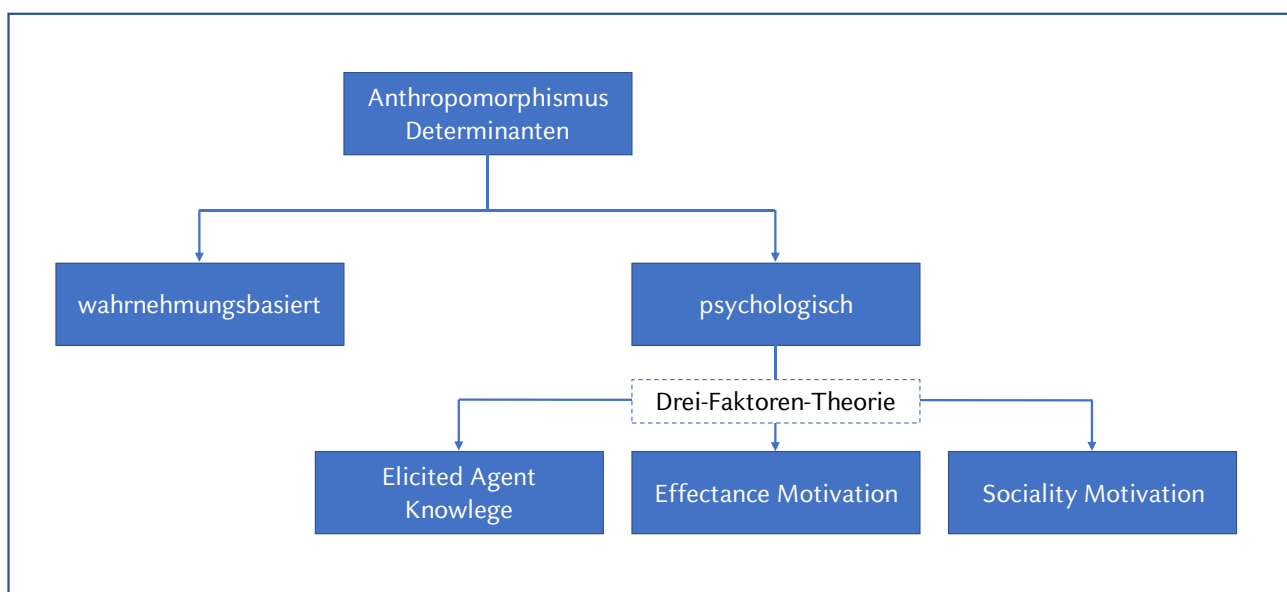 Anthropomorphismus
Determinanten
wahrnehmungsbasiert
psychologisch
Drei-Faktoren-Theorie
Elicited Agent
Knowlege
Effectance Motivation
Sociality Motivation